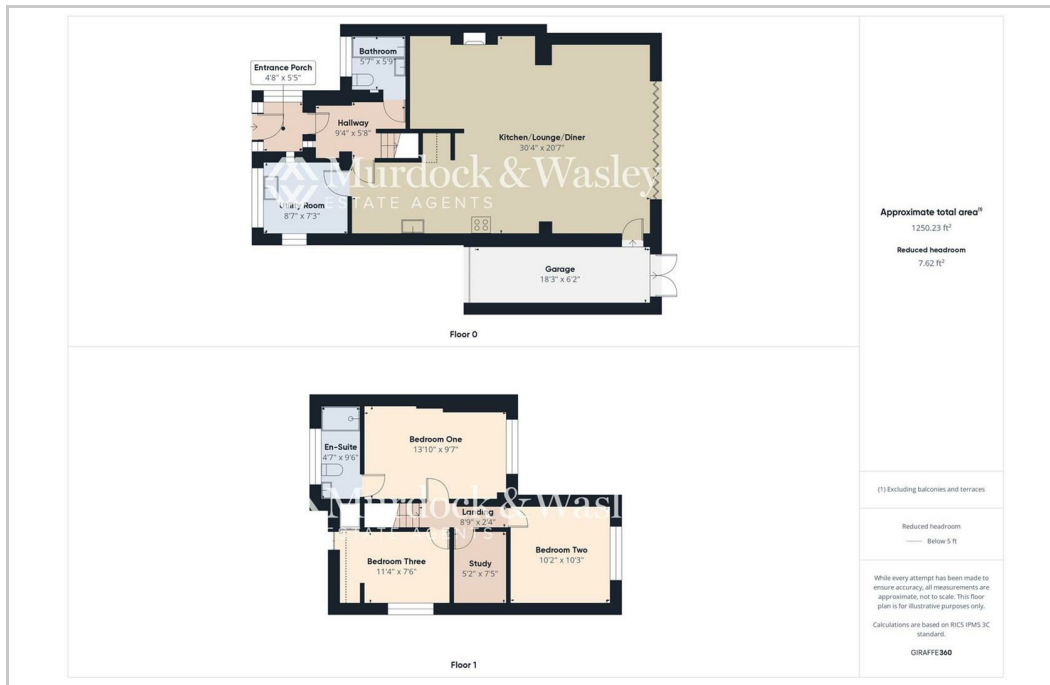 Entrance Porch
4'8" x 5'5"
Bathroom
5'7" x 5'9"
Hallway
9'4" x 5'8"
Kitchen/Lounge/Diner
30'4" x 20'7"
Murdock & Wasley
ESTATE AGENTS
Utility Room
8'7" x 7'3"
Garage
18'3" x 6'2"
Floor 0
Approximate total area⁽¹⁾
1250.23 ft²
Reduced headroom
7.62 ft²
En-Suite
4'7" x 9'6"
Bedroom One
13'10" x 9'7"
Murdock & Wasl
ESTATE AGENTS
Landing
8'9" x 2'4"
Bedroom Three
11'4" x 7'6"
Study
5'2" x 7'5"
Bedroom Two
10'2" x 10'3"
Floor 1
(1) Excluding balconies and terraces
Reduced headroom
Below 5 ft
While every attempt has been made to
ensure accuracy, all measurements are
approximate, not to scale. This floor
plan is for illustrative purposes only.
Calculations are based on RICS IPMS 3C
standard.
GIRAFFE360